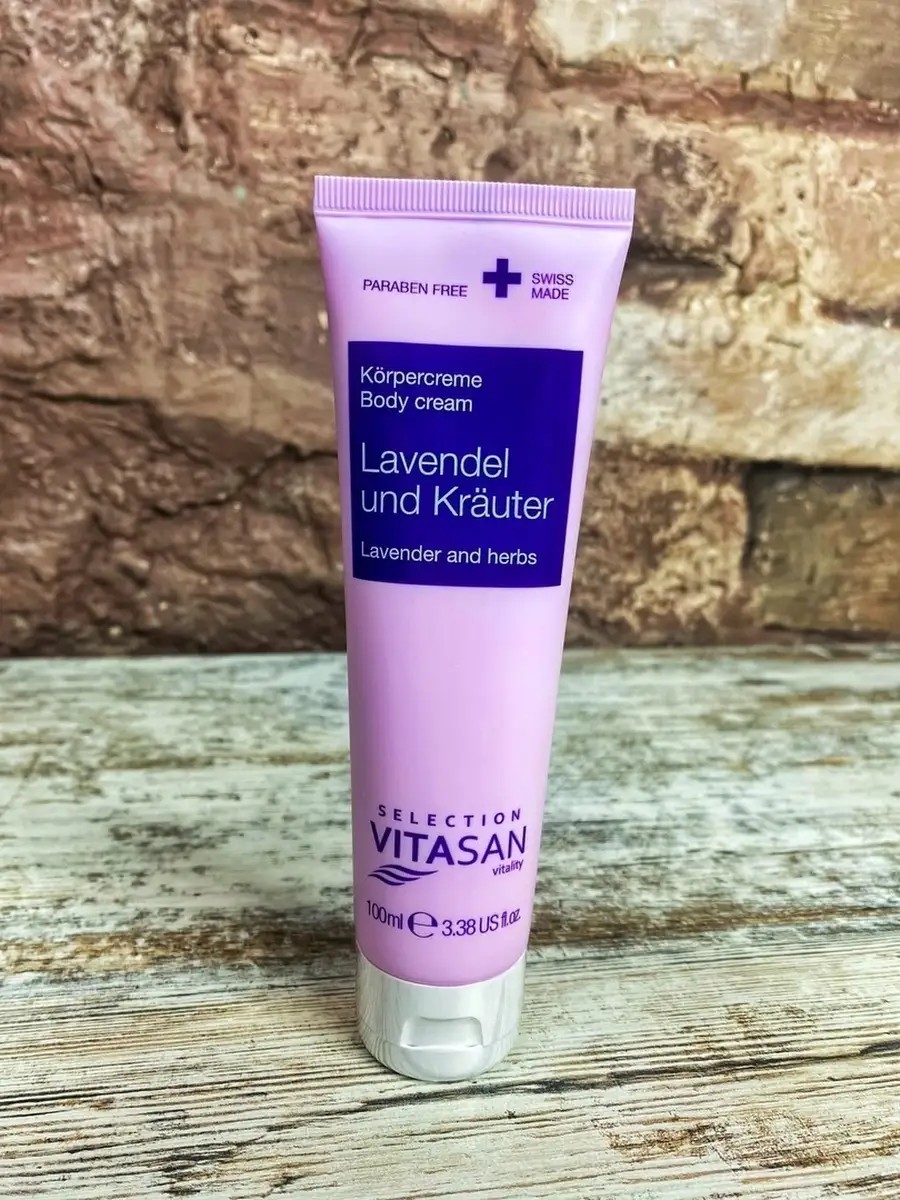 PARABEN FREE
SWISS
MADE
Körpercreme
Body cream
Lavendel
und Kräuter
Lavender and herbs
SELECTION
VITASAN
vitality
100ml ℮ 3.38 US fl.oz.